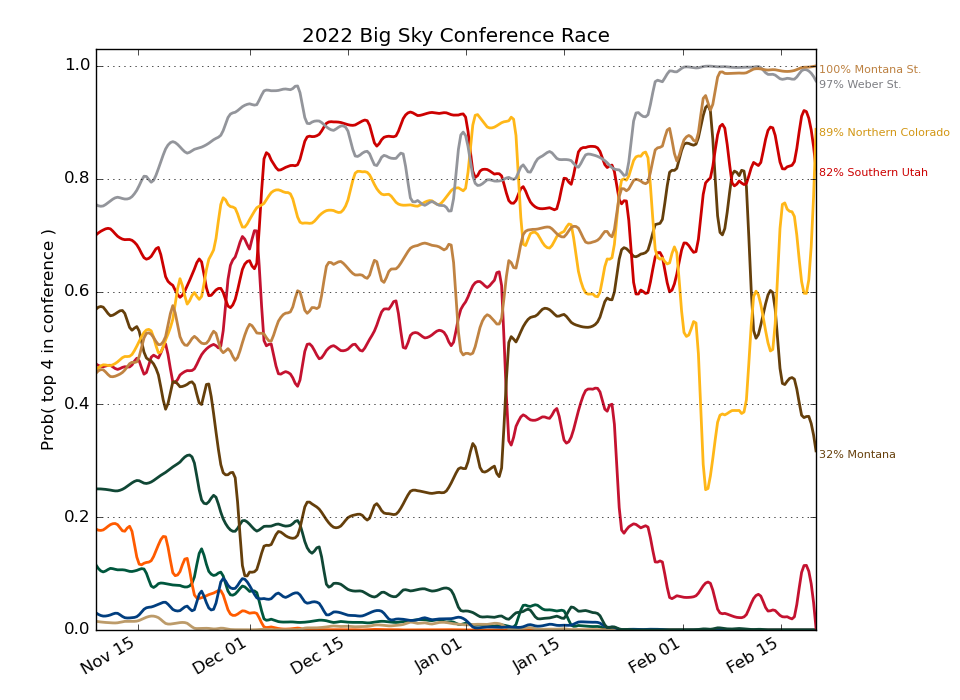 2022 Big Sky Conference Race
Prob( top 4 in conference )
1.0
0.8
0.6
0.4
0.2
0.0
100% Montana St.
97% Weber St.
89% Northern Colorado
82% Southern Utah
32% Montana
Nov 15
Dec 01
Dec 15
Jan 01
Jan 15
Feb 01
Feb 15